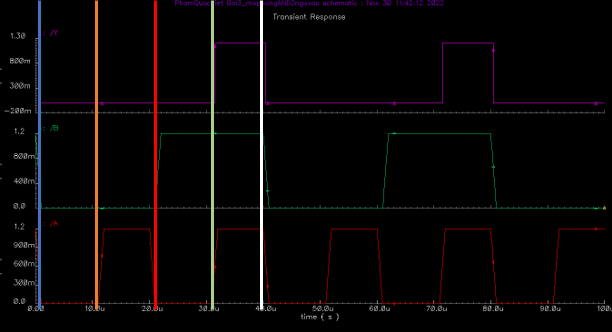 Transient Response
: /Y
1.30
800m
300m
-200m
: /B
1.2
800m
400m
0.0
: /A
1.2
900m
600m
300m
0.0
0.0 10.0u 20.0u 30.0u 40.0u 50.0u 60.0u 70.0u 80.0u 90.0u 100u
time ( s )